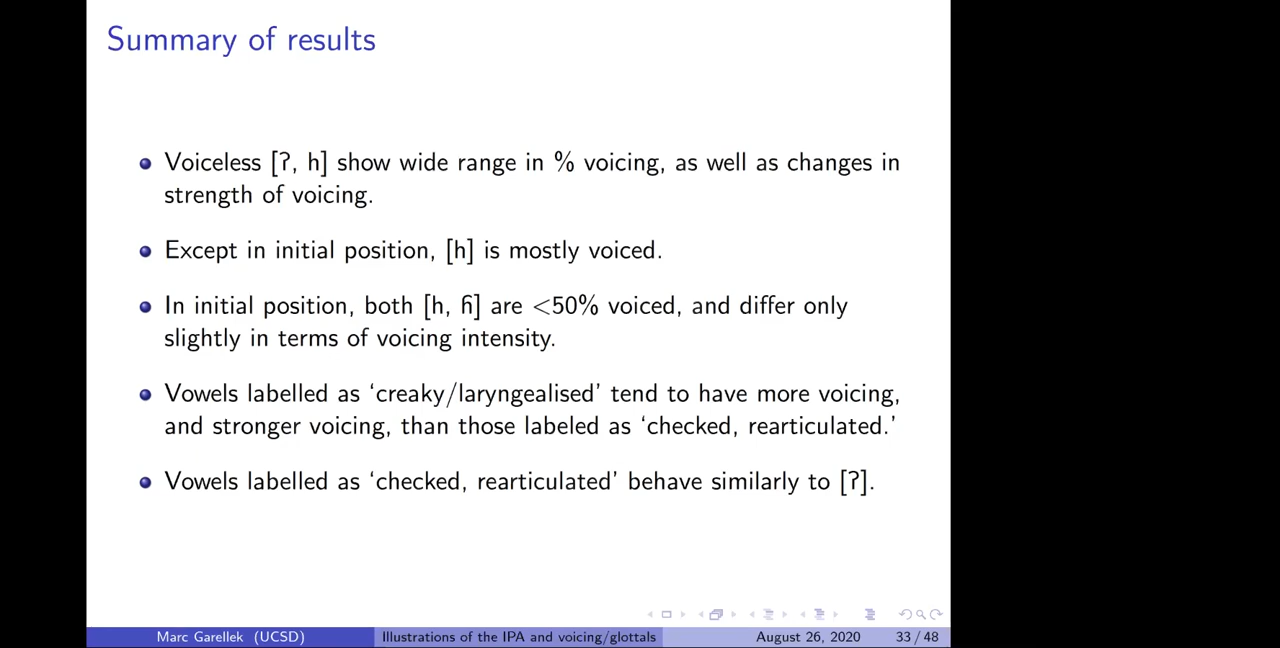 Summary of results
Voiceless [ʔ, h] show wide range in % voicing, as well as changes in
strength of voicing.
Except in initial position, [h] is mostly voiced.
In initial position, both [h, ɦ] are <50% voiced, and differ only
slightly in terms of voicing intensity.
Vowels labelled as ‘creaky/laryngealised’ tend to have more voicing,
and stronger voicing, than those labeled as ‘checked, rearticulated.’
Vowels labelled as ‘checked, rearticulated’ behave similarly to [ʔ].
Marc Garellek (UCSD) Illustrations of the IPA and voicing/glottals August 26, 2020 33 / 48